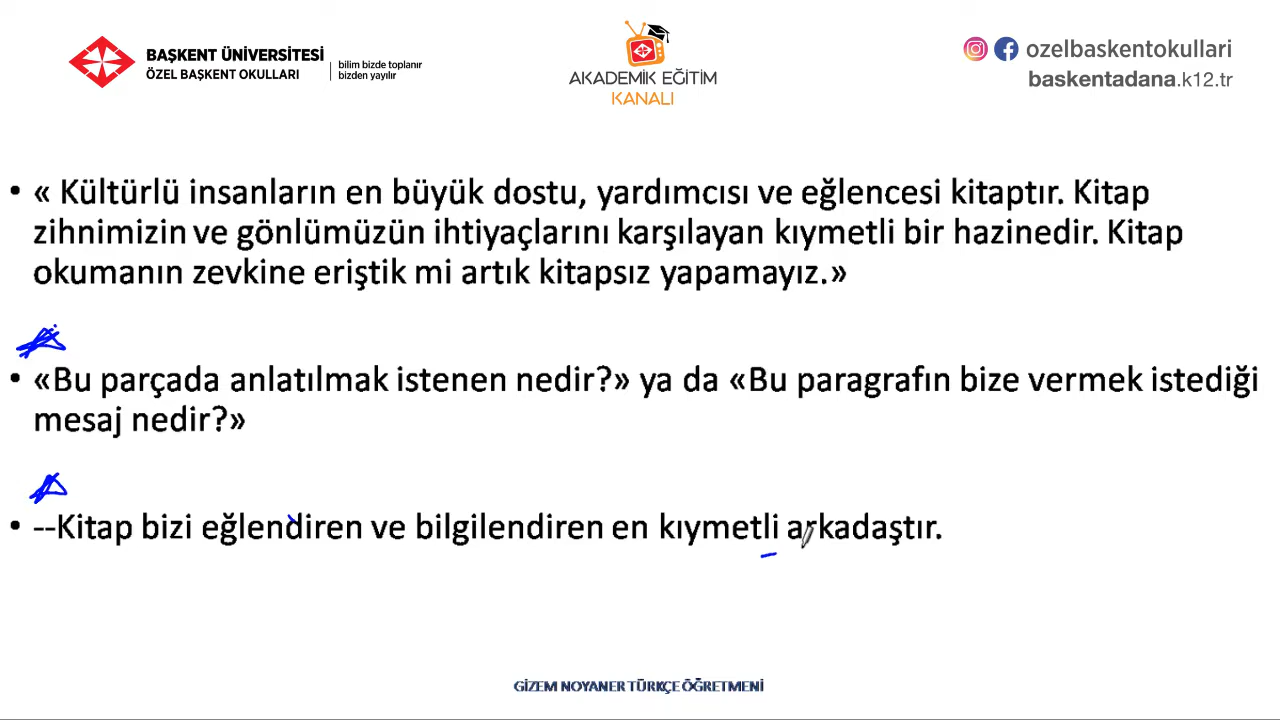 BAŞKENT ÜNİVERSİTESİ
ÖZEL BAŞKENT OKULLARI
bilim bizde toplanır
bizden yayılır
AKADEMİK EĞİTİM
KANALI
ozelbaskentokullari
baskentadana.k12.tr
• « Kültürlü insanların en büyük dostu, yardımcısı ve eğlencesi kitaptır. Kitap
zihnimizin ve gönlümüzün ihtiyaçlarını karşılayan kıymetli bir hazinedir. Kitap
okumanın zevkine eriştik mi artık kitapsız yapamayız.»
• «Bu parçada anlatılmak istenen nedir?» ya da «Bu paragrafın bize vermek istediği
mesaj nedir?»
• --Kitap bizi eğlendiren ve bilgilendiren en kıymetli arkadaştır.
GİZEM NOYANER TÜRKÇE ÖĞRETMENİ